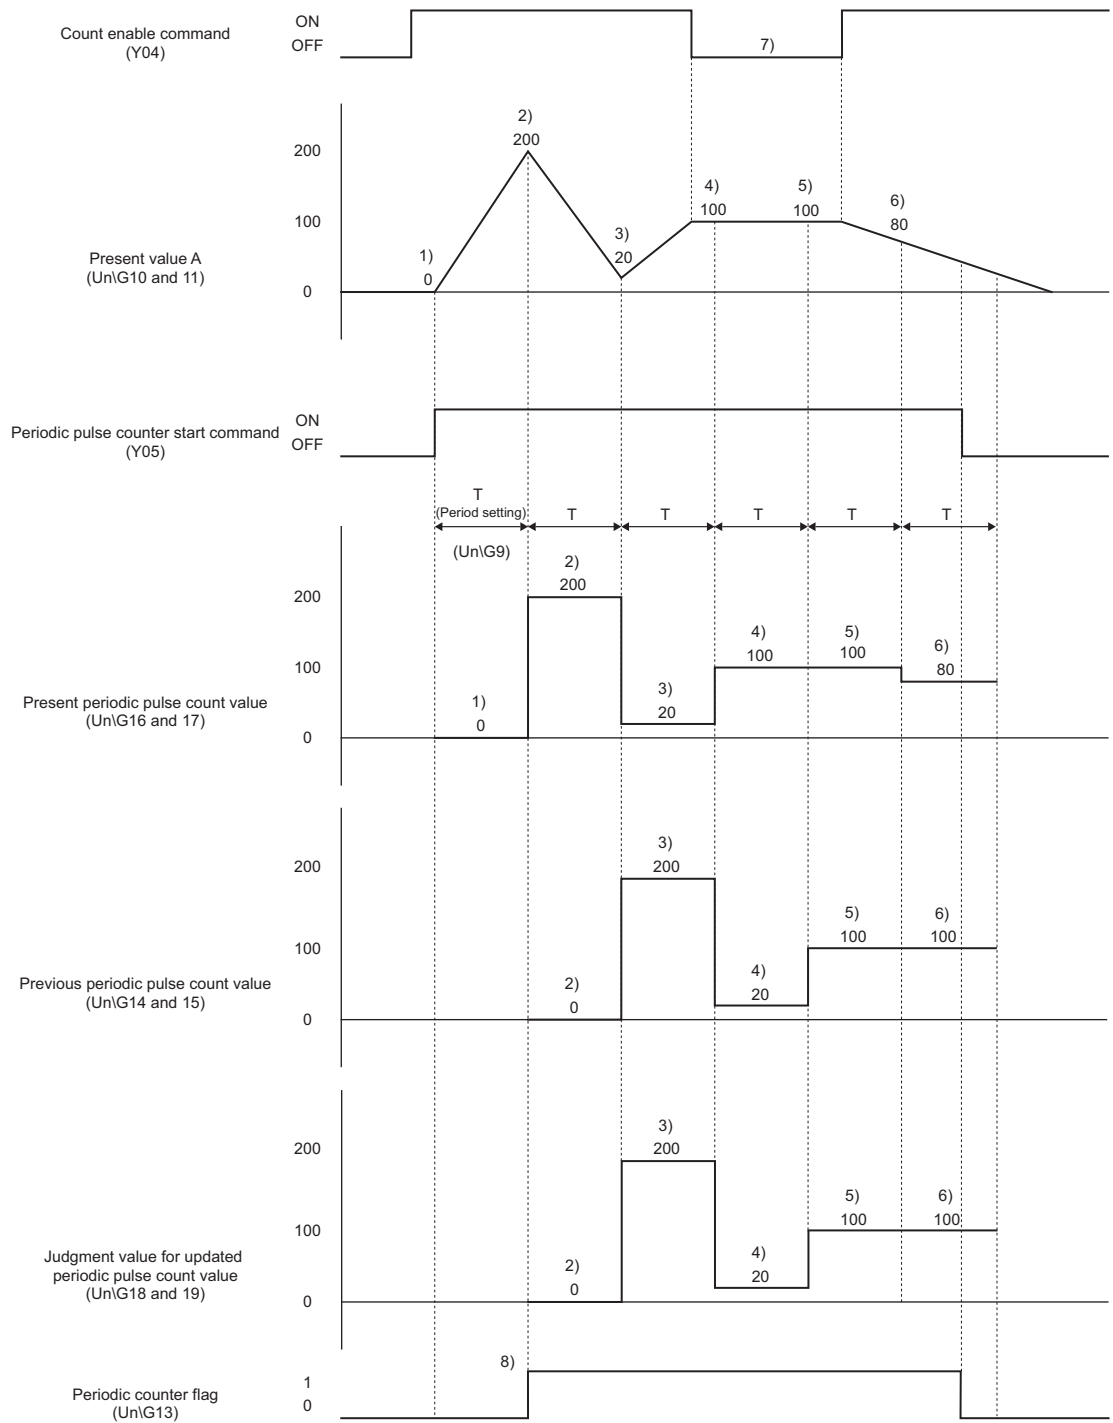 Count enable command
(Y04)
ON
OFF
7)
200
100
0
Present value A
(Un\G10 and 11)
1)
0
2)
200
3)
20
4)
100
5)
100
6)
80
Periodic pulse counter start command
(Y05)
ON
OFF
T
(Period setting)
(Un\G9)
T
T
T
T
T
200
100
0
Present periodic pulse count value
(Un\G16 and 17)
1)
0
2)
200
3)
20
4)
100
5)
100
6)
80
200
100
0
Previous periodic pulse count value
(Un\G14 and 15)
2)
0
3)
200
4)
20
5)
100
6)
100
200
100
0
Judgment value for updated
periodic pulse count value
(Un\G18 and 19)
2)
0
3)
200
4)
20
5)
100
6)
100
8)
Periodic counter flag
(Un\G13)
1
0